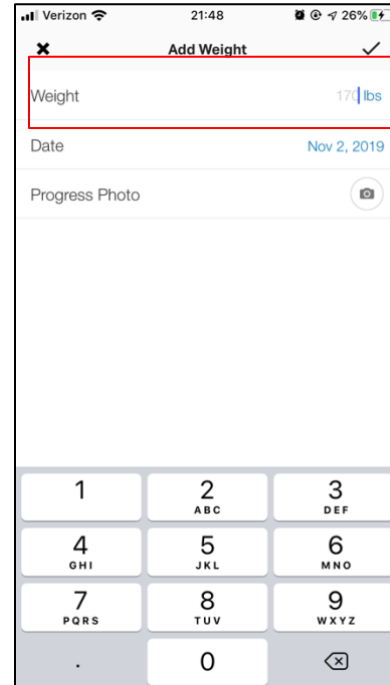 Verizon 21:48 26%
Add Weight
Weight 170 lbs
Date Nov 2, 2019
Progress Photo
1 2 3
ABC DEF
4 5 6
GHI JKL MNO
7 8 9
PQRS TUV WXYZ
. 0